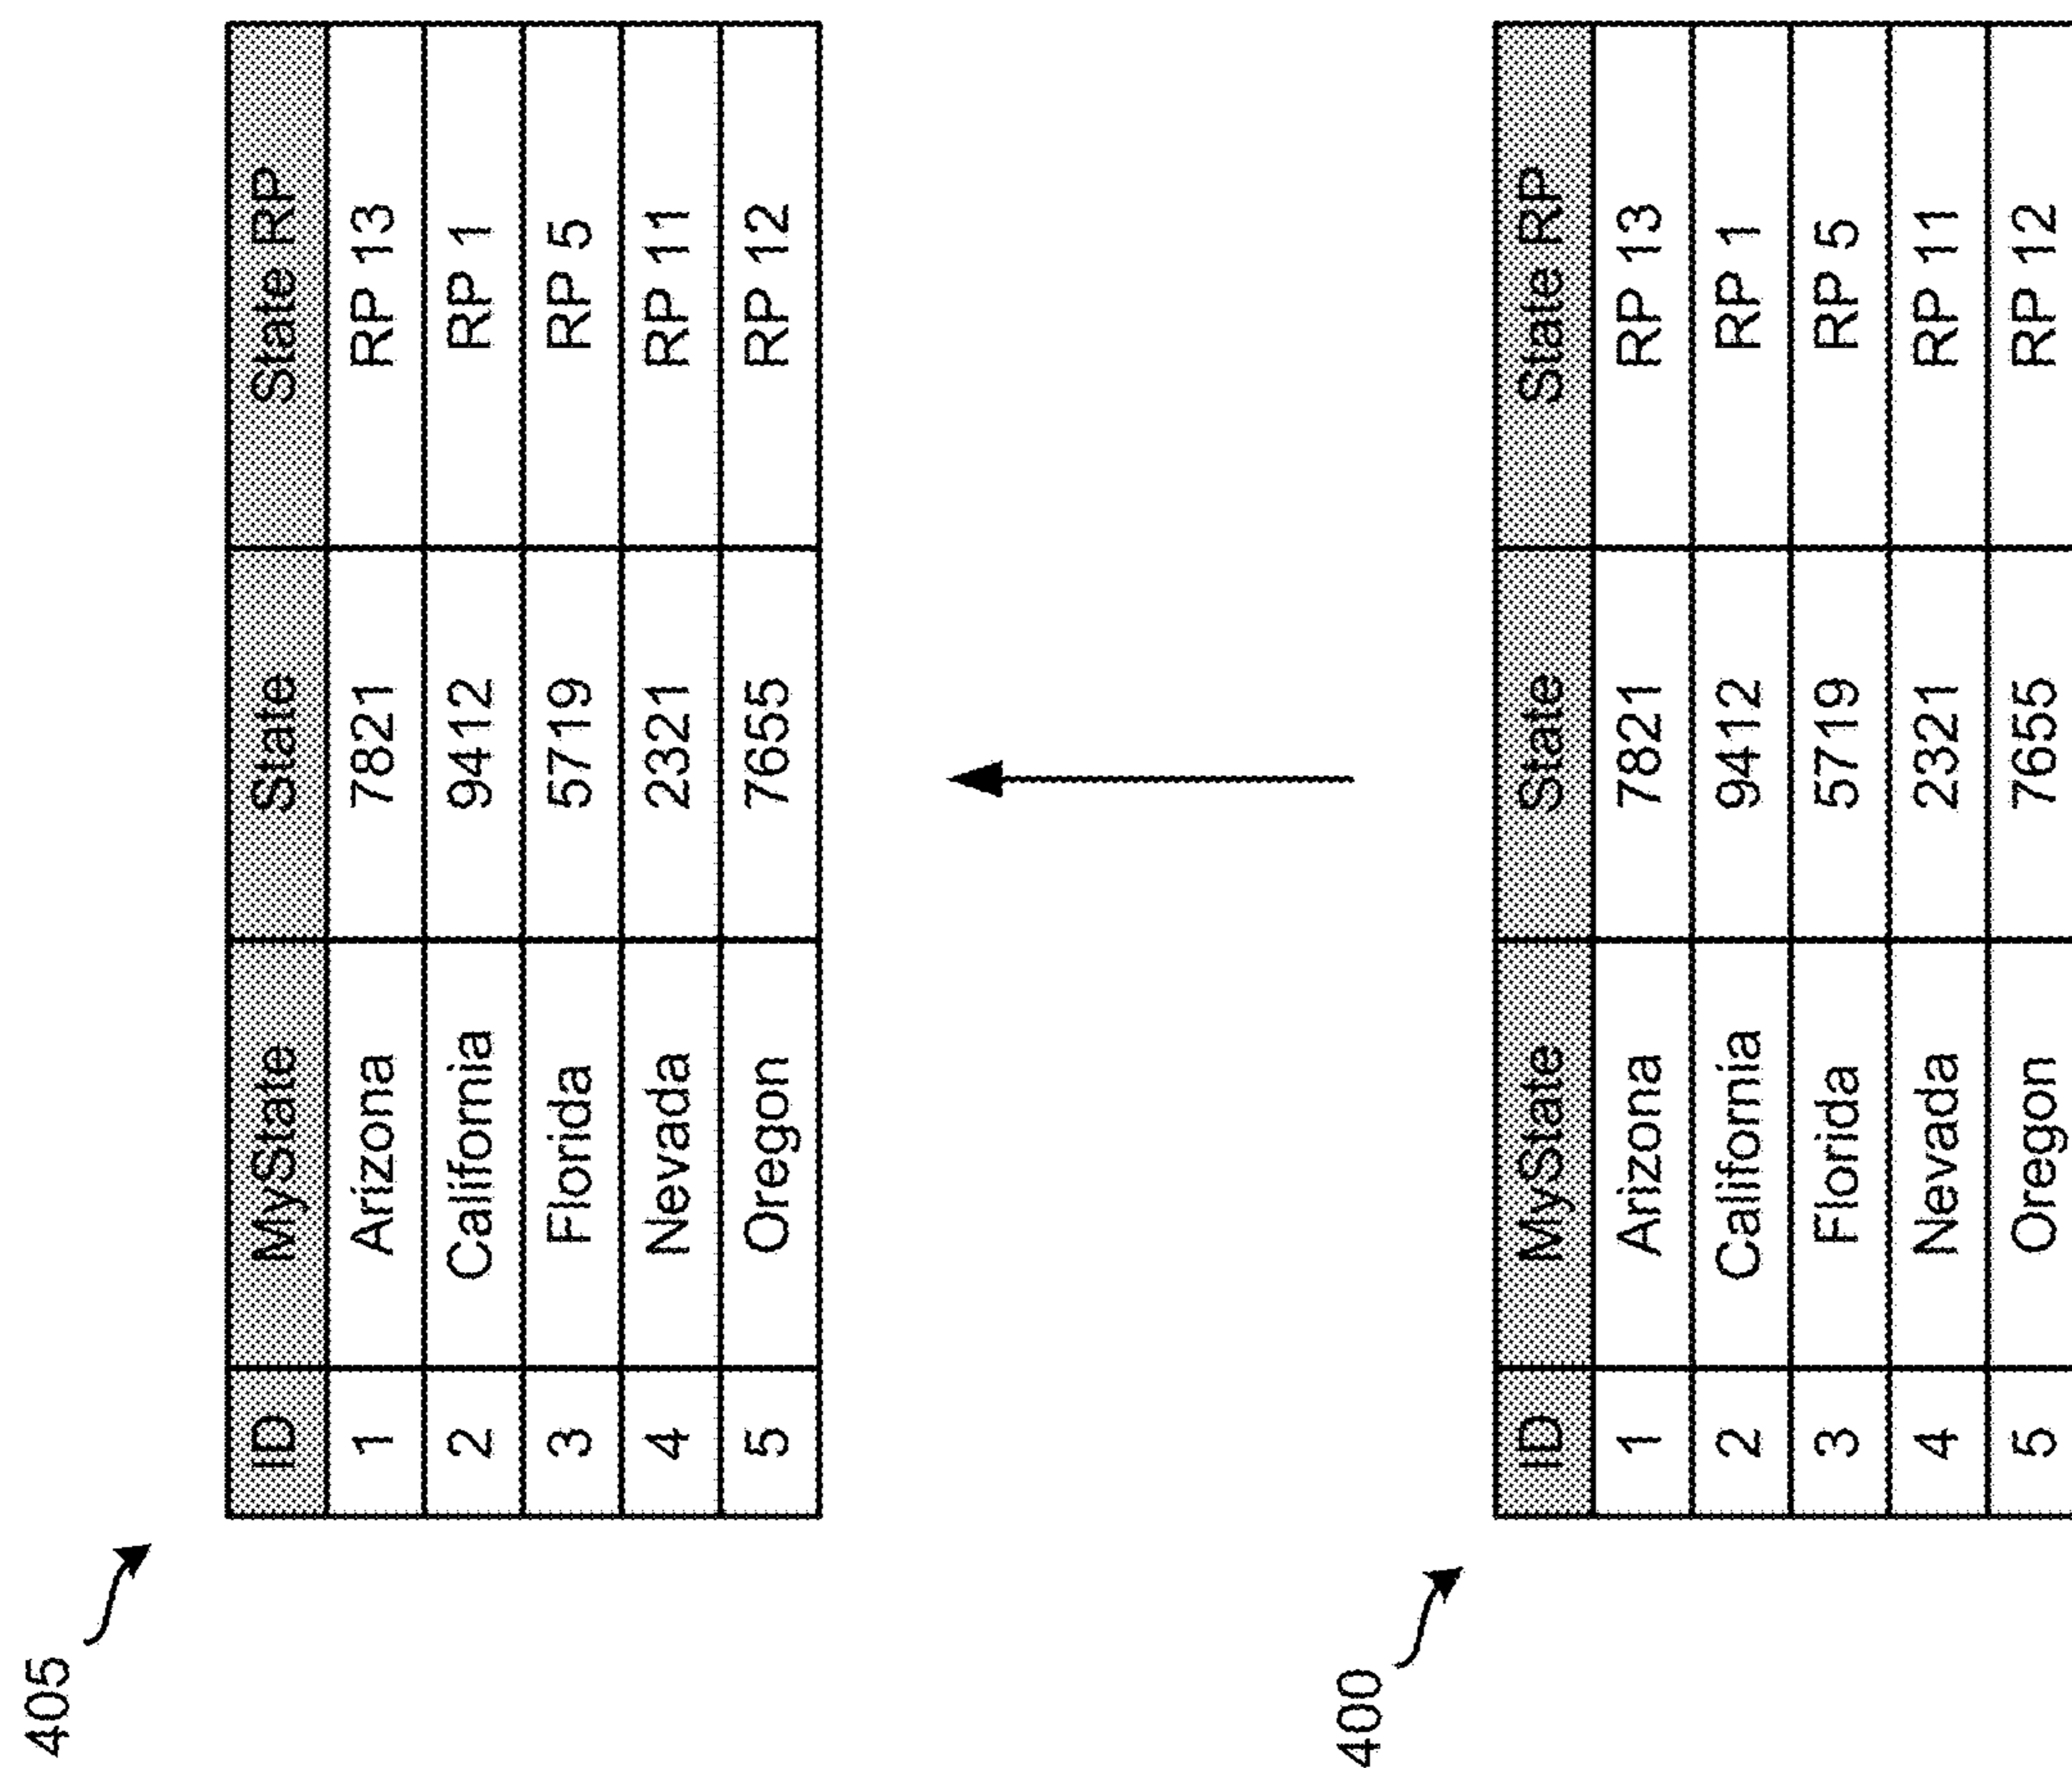 405
ID MyState State State RP
1 Arizona 7821 RP 13
2 California 9412 RP 1
3 Florida 5719 RP 5
4 Nevada 2321 RP 11
5 Oregon 7655 RP 12
400
ID MyState State State RP
1 Arizona 7821 RP 13
2 California 9412 RP 1
3 Florida 5719 RP 5
4 Nevada 2321 RP 11
5 Oregon 7655 RP 12